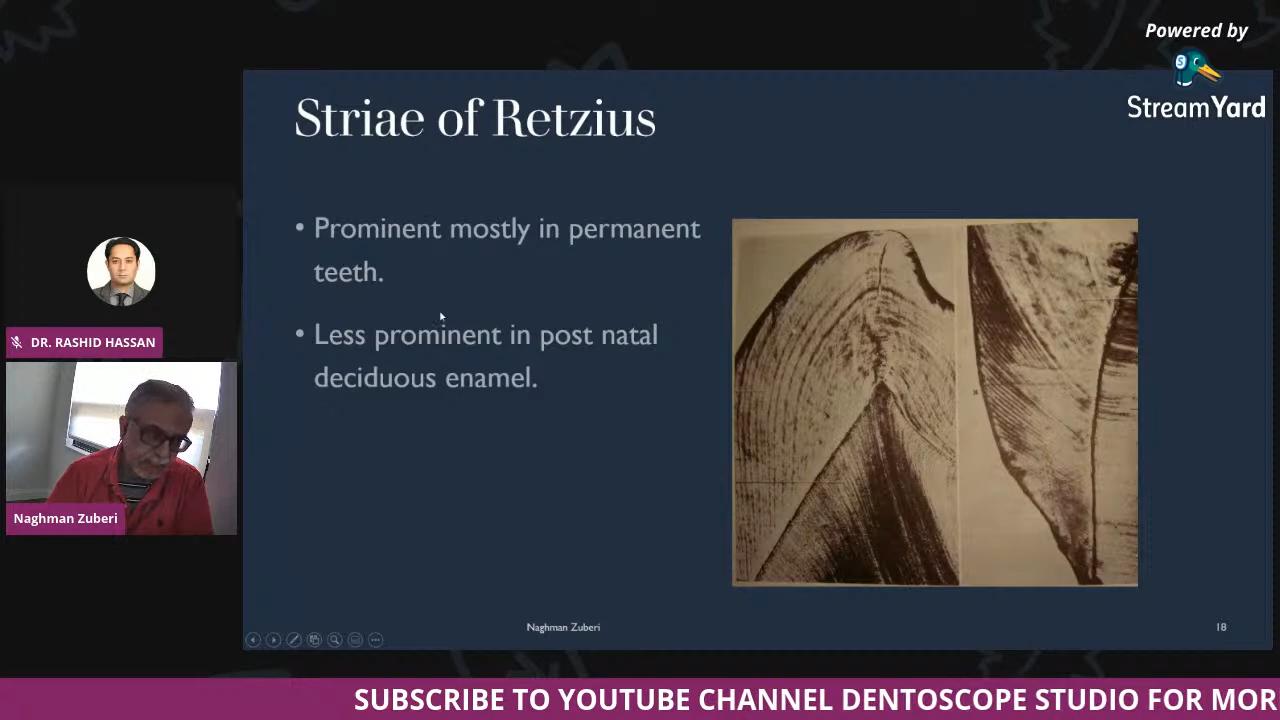 Powered by
StreamYard
Striae of Retzius
• Prominent mostly in permanent
teeth.
• Less prominent in post natal
deciduous enamel.
DR. RASHID HASSAN
Naghman Zuberi
Naghman Zuberi
18
SUBSCRIBE TO YOUTUBE CHANNEL DENTOSCOPE STUDIO FOR MOR